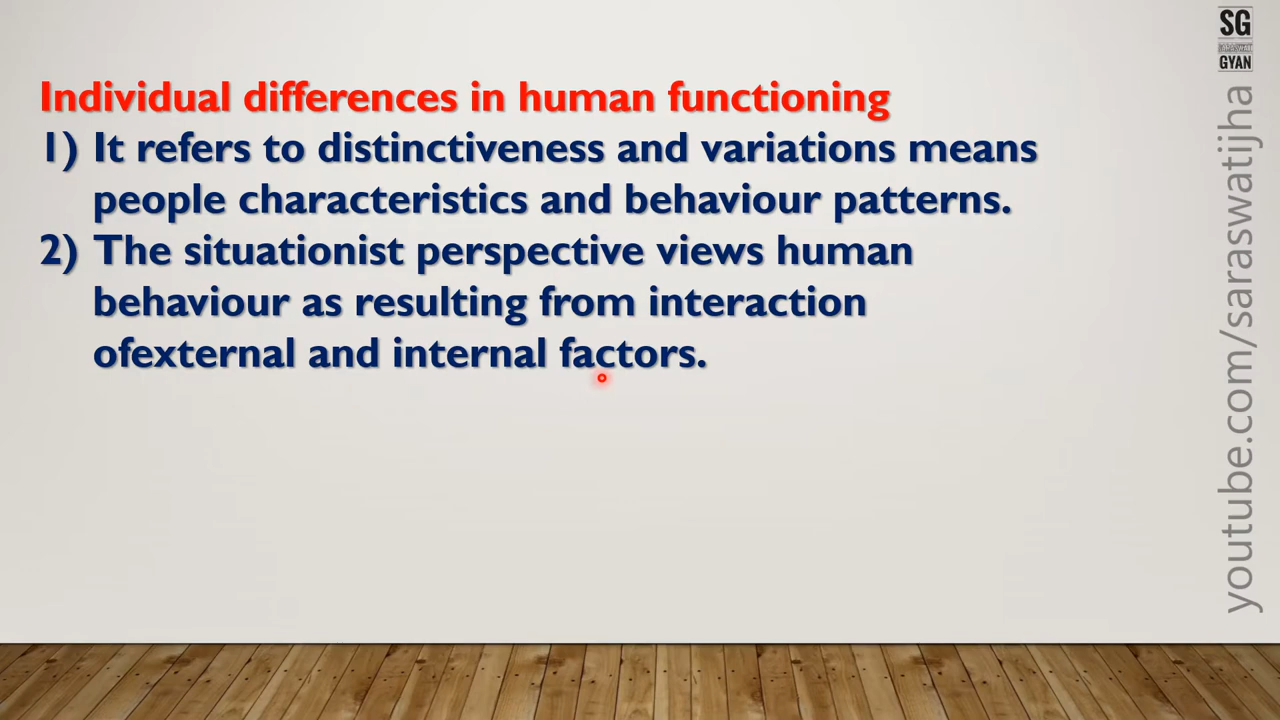 SG
GYAN
Individual differences in human functioning
1) It refers to distinctiveness and variations means
people characteristics and behaviour patterns.
2) The situationist perspective views human
behaviour as resulting from interaction
ofexternal and internal factors.
youtube.com/saraswatijha